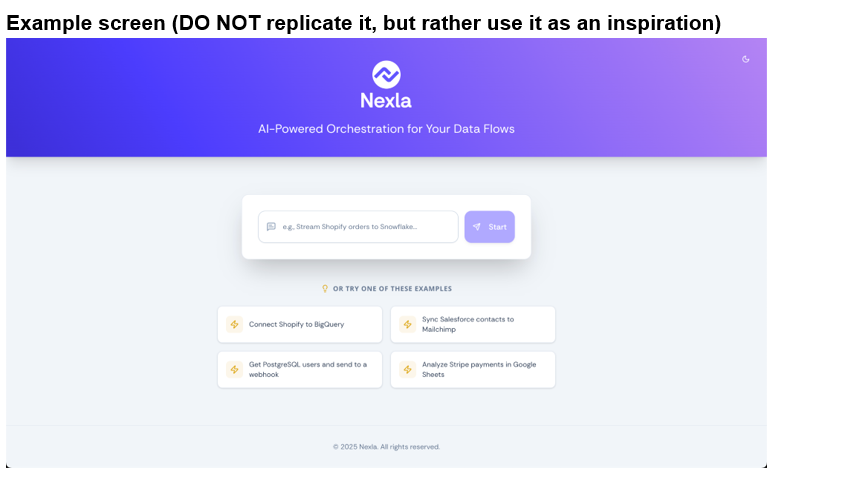 Example screen (DO NOT replicate it, but rather use it as an inspiration)
Nexla
AI-Powered Orchestration for Your Data Flows
e.g., Stream Shopify orders to Snowflake...
Start
OR TRY ONE OF THESE EXAMPLES
Connect Shopify to BigQuery
Sync Salesforce contacts to
Mailchimp
Get PostgreSQL users and send to a
webhook
Analyze Stripe payments in Google
Sheets
© 2025 Nexla. All rights reserved.